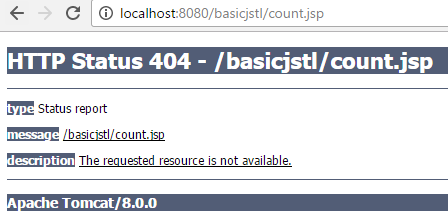 localhost:8080/basicjstl/count.jsp
HTTP Status 404 - /basicjstl/count.jsp
type Status report
message /basicjstl/count.jsp
description The requested resource is not available.
Apache Tomcat/8.0.0